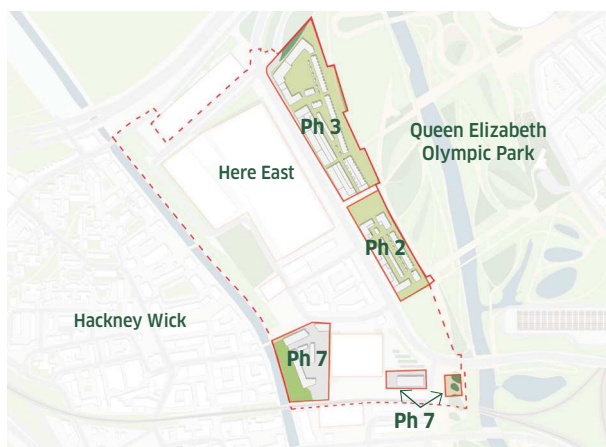 Ph 3
Queen Elizabeth
Olympic Park
Here East
Ph 2
Hackney Wick
Ph 7
Ph 7